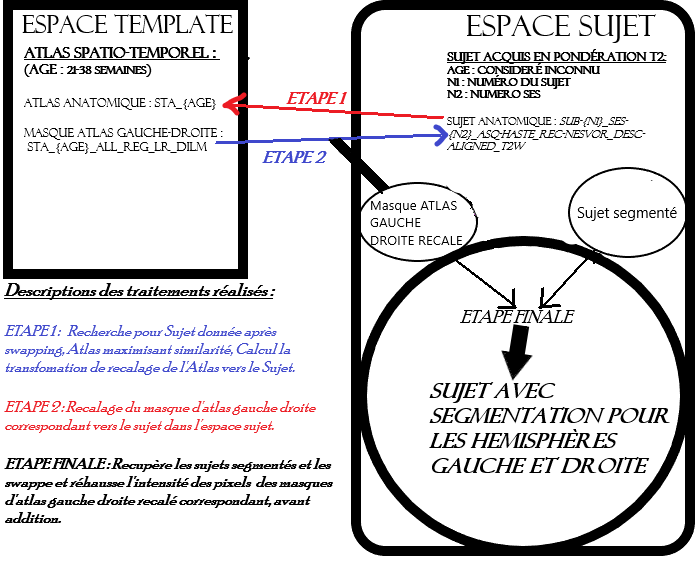 ESPACE TEMPLATE
ATLAS SPATIO-TEMPOREL :
(AGE : 21-38 SEMAINES)
ATLAS ANATOMIQUE : STA_{AGE}
MASQUE ATLAS GAUCHE-DROITE :
STA_{AGE}_ALL_REG_LR_DILM
ETAPE 1
ETAPE 2
ESPACE SUJET
SUJET ACQUIS EN PONDÉRATION T2:
AGE : CONSIDERÉ INCONNU
N1 : NUMÉRO DU SUJET
N2 : NUMERO SES
SUJET ANATOMIQUE : SUB-{N1}_SES-
{N2}_ASQ-HASTE_REC-NESVOR_DESC-
ALIGNED_T2W
Masque ATLAS
GAUCHE
DROITE RECALE
Sujet segmenté
ETAPE FINALE
SUJET AVEC
SEGMENTATION POUR
LES HEMISPHÈRES
GAUCHE ET DROITE
Descriptions des traitements réalisés :
ETAPE 1 : Recherche pour Sujet donnée après
swapping, Atlas maximisant similarité, Calcul la
transfomation de recalage de l'Atlas vers le Sujet.
ETAPE 2 : Recalage du masque d'atlas gauche droite
correspondant vers le sujet dans l'espace sujet.
ETAPE FINALE : Recupère les sujets segmentés et les
swappe et réhausse l'intensité des pixels des masques
d'atlas gauche droite recalé correspondant, avant
addition.